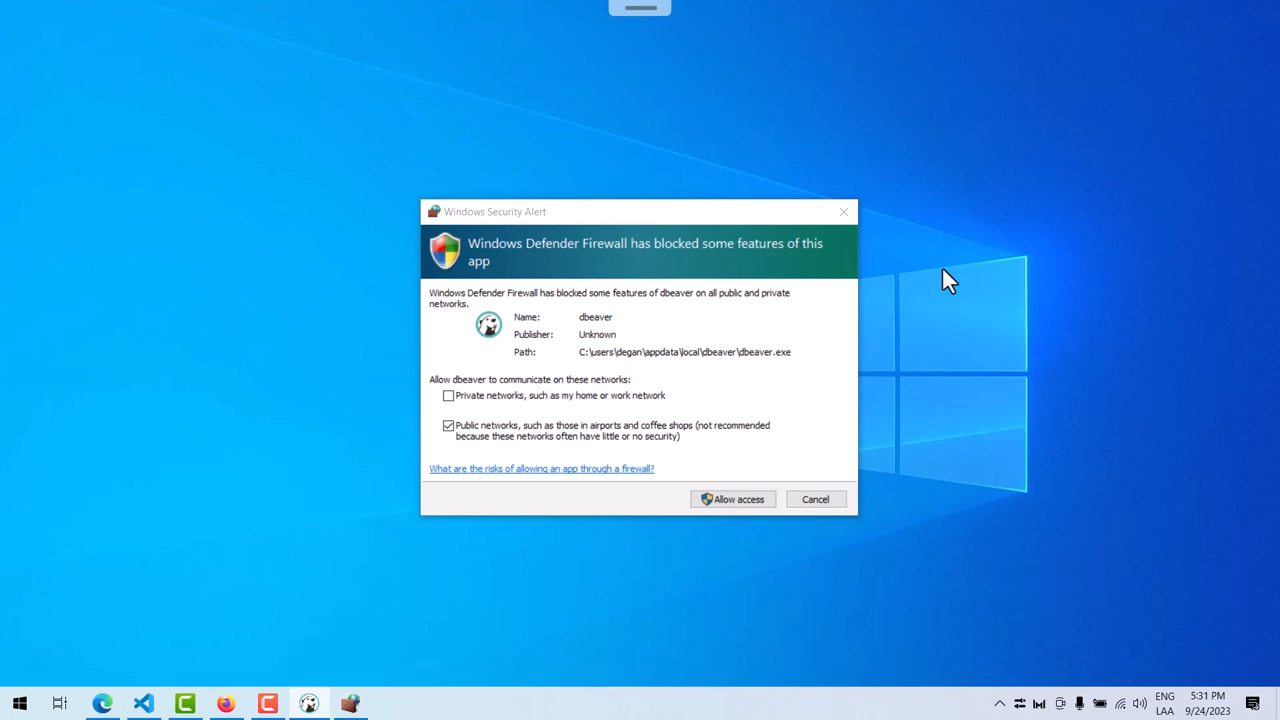 Windows Security Alert
Windows Defender Firewall has blocked some features of this
app
Windows Defender Firewall has blocked some features of dbeaver on all public and private
networks.
Name: dbeaver
Publisher: Unknown
Path: C:\users\degan\appdata\local\dbeaver\dbeaver.exe
Allow dbeaver to communicate on these networks:
Private networks, such as my home or work network
Public networks, such as those in airports and coffee shops (not recommended
because these networks often have little or no security)
What are the risks of allowing an app through a firewall?
Allow access Cancel
ENG 5:31 PM
LAA 9/24/2023